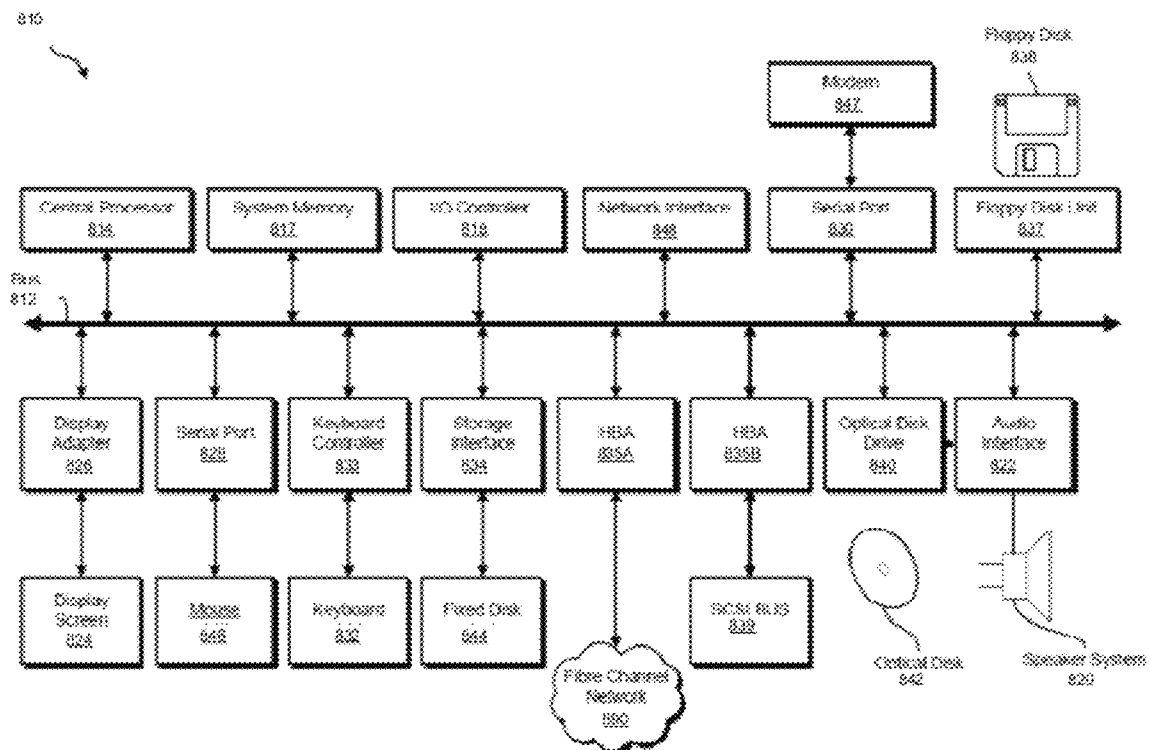 810
Floppy Disk
838
Modem
847
Central Processor
814
System Memory
817
I/O Controller
818
Network Interface
848
Serial Port
830
Floppy Disk Unit
837
Bus
812
Display
Adapter
826
Serial Port
828
Keyboard
Controller
833
Storage
Interface
834
HBA
835A
HBA
835B
Optical Disk
Drive
840
Audio
Interface
822
Display
Screen
824
Mouse
846
Keyboard
832
Fixed Disk
844
Fibre Channel
Network
890
SCSI BUS
839
Optical Disk
842
Speaker System
820